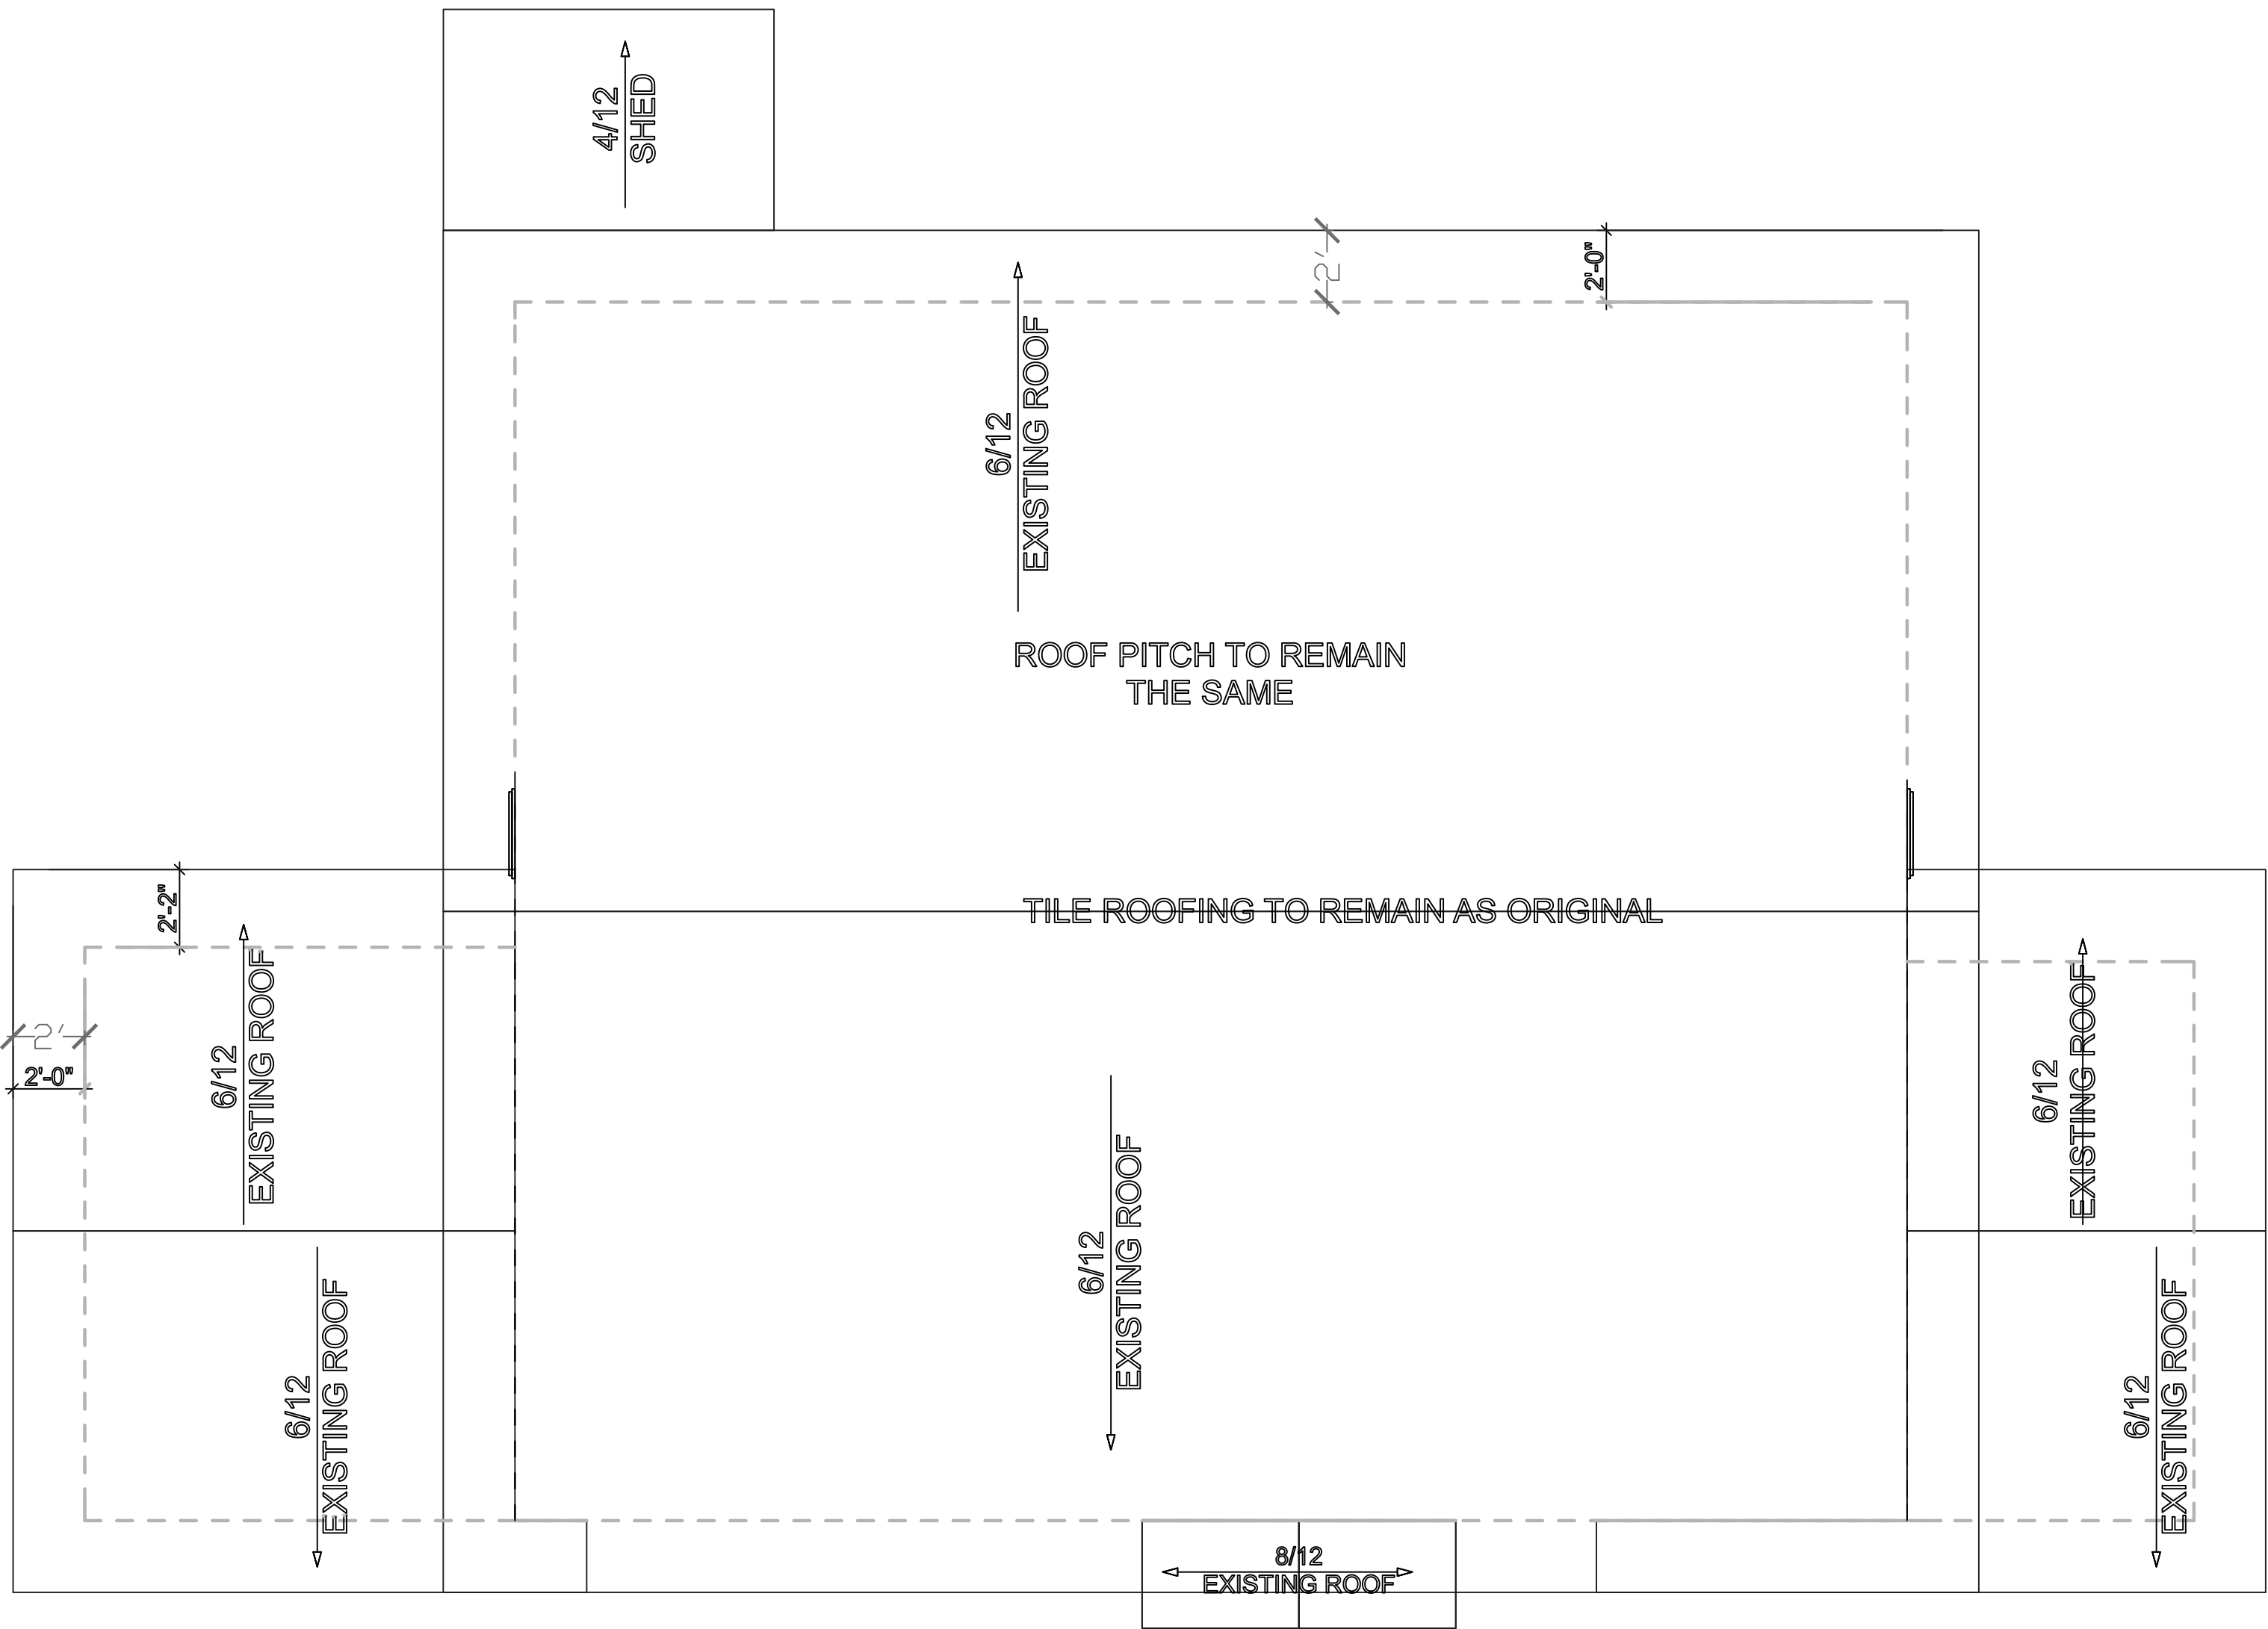 4/12
SHED
2'
2'-0"
6/12
EXISTING ROOF
ROOF PITCH TO REMAIN
THE SAME
2'-2"
TILE ROOFING TO REMAIN AS ORIGINAL
2'
2'-0"
6/12
EXISTING ROOF
6/12
EXISTING ROOF
6/12
EXISTING ROOF
6/12
EXISTING ROOF
6/12
EXISTING ROOF
8/12
EXISTING ROOF